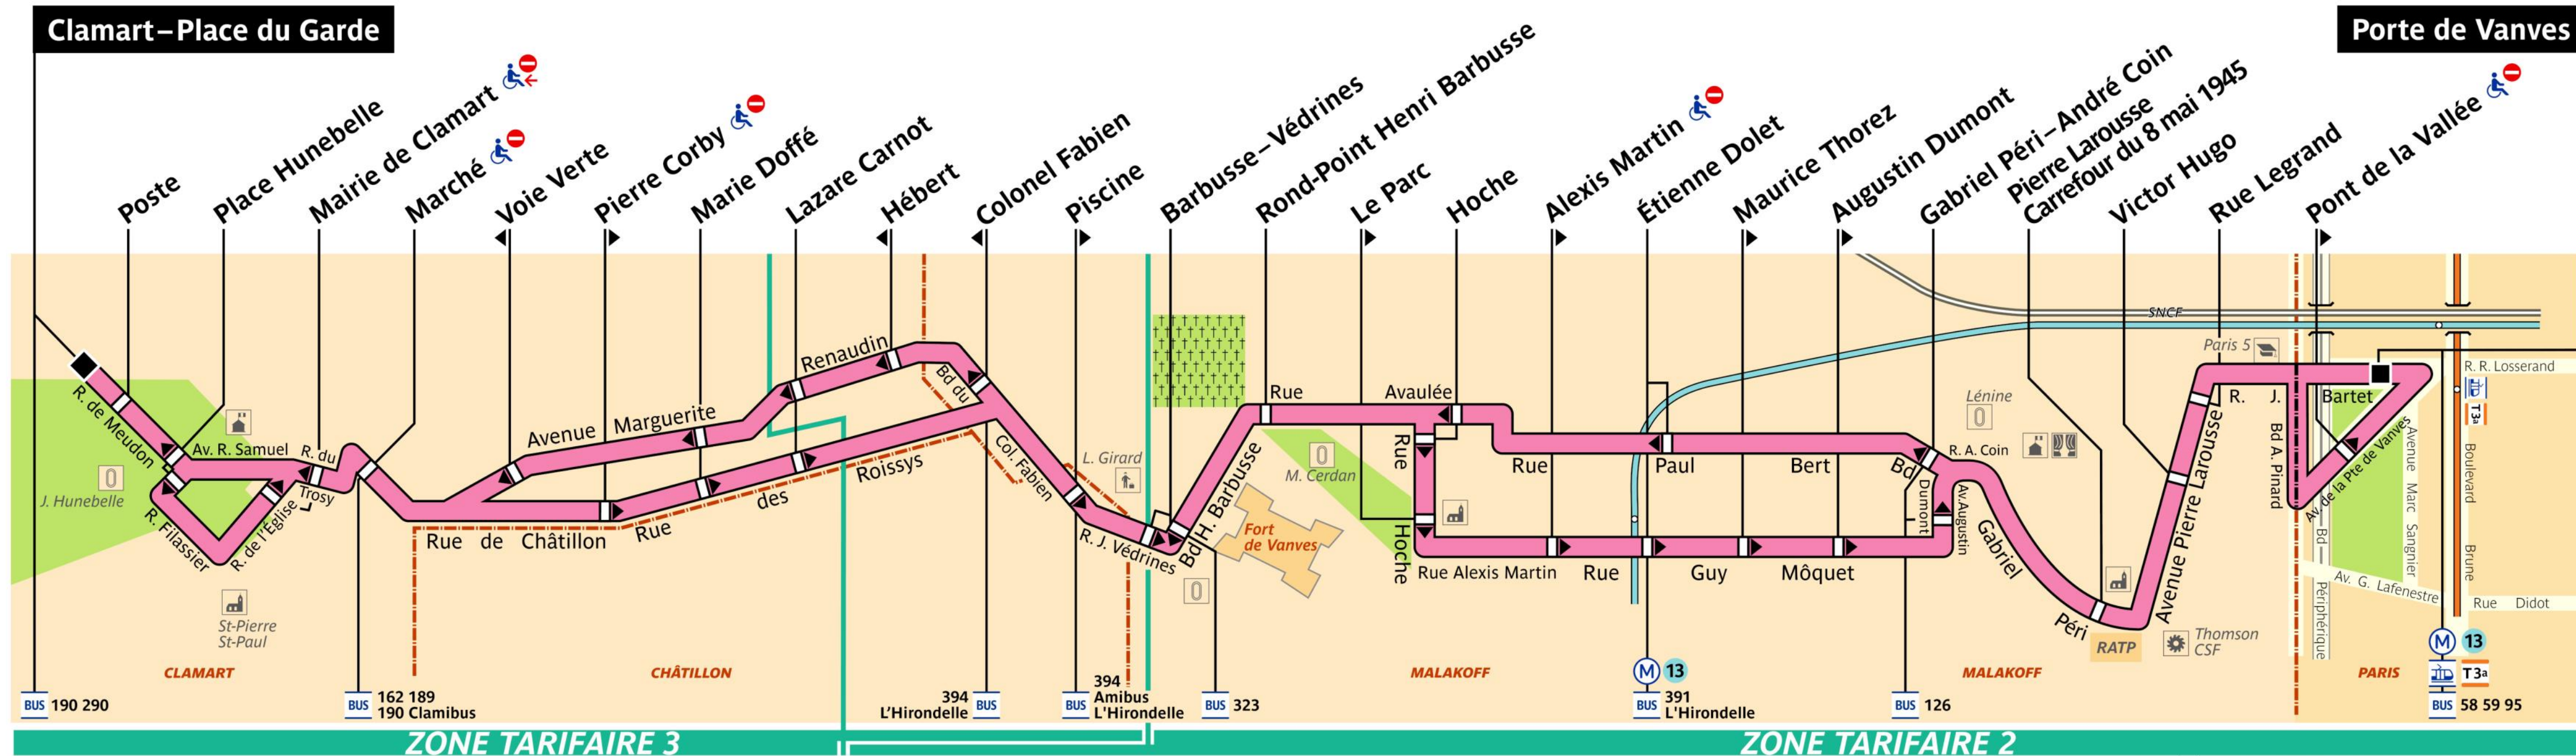 Clamart–Place du Garde
Porte de Vanves
Poste
Place Hunebelle
Mairie de Clamart
Marché
Voie Verte
Pierre Corby
Marie Doffé
Lazare Carnot
Hébert
Colonel Fabien
Piscine
Barbusse–Védrines
Rond-Point Henri Barbusse
Le Parc
Hoche
Alexis Martin
Étienne Dolet
Maurice Thorez
Augustin Dumont
Gabriel Péri–André Coin
Pierre Larousse
Carrefour du 8 mai 1945
Victor Hugo
Rue Legrand
Pont de la Vallée
R. de Meudon
Av. R. Samuel
R. du
Trosy
J. Hunebelle
R. Filassier
R. de l'Église
St-Pierre
St-Paul
Rue de Châtillon
Avenue Marguerite
Renaudin
Rue des Roissys
Bd du
Col. Fabien
L. Girard
R. J. Védrines
Bd H. Barbusse
Fort
de Vanves
M. Cerdan
Rue Avaulée
Rue
Hoche
Rue Paul Bert
Rue Alexis Martin
Rue Guy Môquet
Bd
Dumont
Av. Augustin
R. A. Coin
Lénine
Gabriel
Péri
RATP
Thomson
CSF
Avenue Pierre Larousse
Paris 5
SNCF
R. J. Bartet
Bd A. Pinard
Av. de la Pte de Vanves
Avenue Marc Sangnier
Bd
Périphérique
Av. G. Lafenestre
R. R. Losserand
T3a
Boulevard
Brune
Rue Didot
CLAMART
CHÂTILLON
MALAKOFF
MALAKOFF
PARIS
BUS 190 290
BUS 162 189
190 Clamibus
394
L'Hirondelle BUS
394
BUS Amibus
L'Hirondelle
BUS 323
M 13
BUS 391
L'Hirondelle
BUS 126
M 13
T3a
BUS 58 59 95
ZONE TARIFAIRE 3
ZONE TARIFAIRE 2